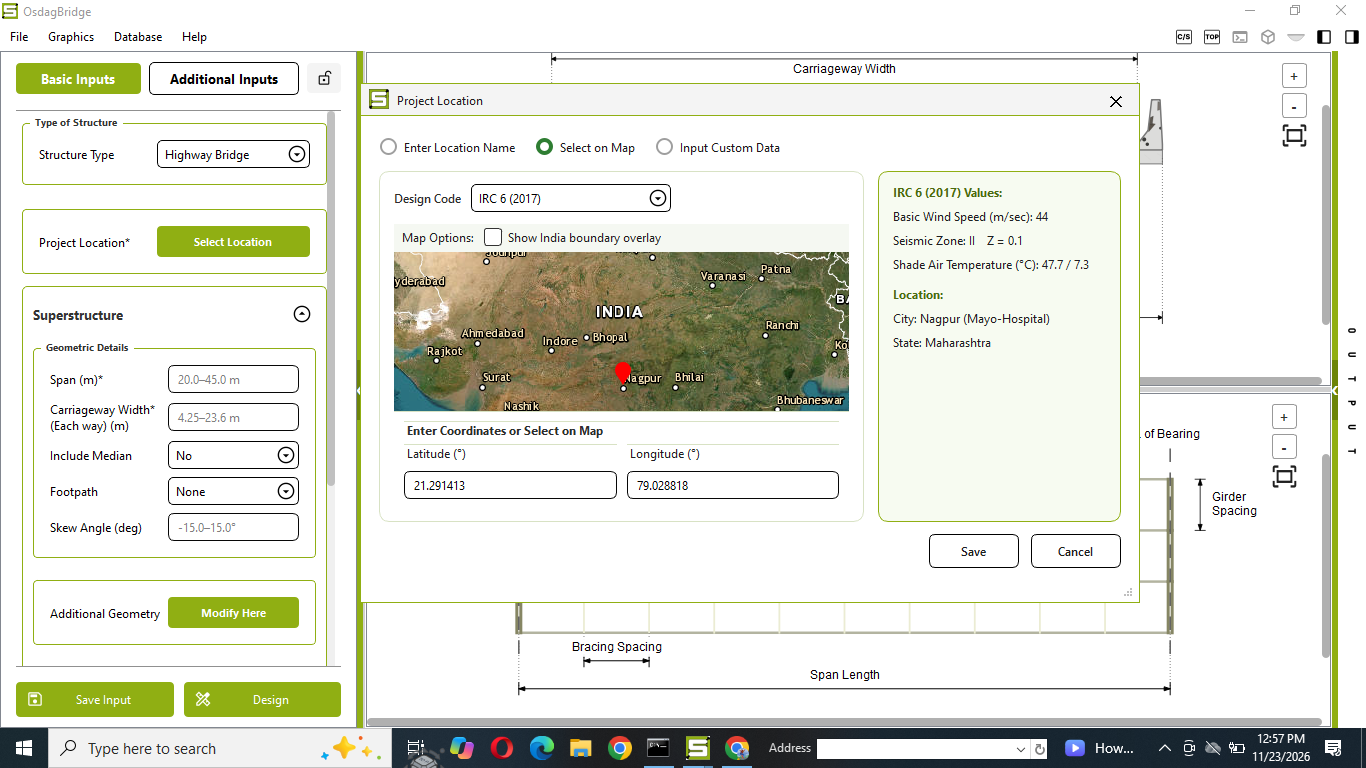 OsdagBridge
File Graphics Database Help
C/S TOP
Basic Inputs
Additional Inputs
Type of Structure
Structure Type
Highway Bridge
Project Location*
Select Location
Superstructure
Geometric Details
Span (m)*
20.0–45.0 m
Carriageway Width*
(Each way) (m)
4.25–23.6 m
Include Median
No
Footpath
None
Skew Angle (deg)
-15.0–15.0°
Additional Geometry
Modify Here
Save Input
Design
Carriageway Width
+
-
Project Location
Enter Location Name
Select on Map
Input Custom Data
Design Code
IRC 6 (2017)
Map Options:
Show India boundary overlay
Jodhpur
yderabad
Varanasi
Patna
INDIA
BA
Ahmedabad
Indore
Bhopal
Ranchi
Rajkot
Ko
Surat
Nagpur
Bhilai
Nashik
Bhubaneswar
Enter Coordinates or Select on Map
Latitude (°)
Longitude (°)
21.291413
79.028818
IRC 6 (2017) Values:
Basic Wind Speed (m/sec): 44
Seismic Zone: II Z = 0.1
Shade Air Temperature (°C): 47.7 / 7.3
Location:
City: Nagpur (Mayo-Hospital)
State: Maharashtra
Save
Cancel
+
-
of Bearing
Girder
Spacing
Bracing Spacing
Span Length
OUTPUT
Type here to search
Address
How...
12:57 PM
11/23/2026